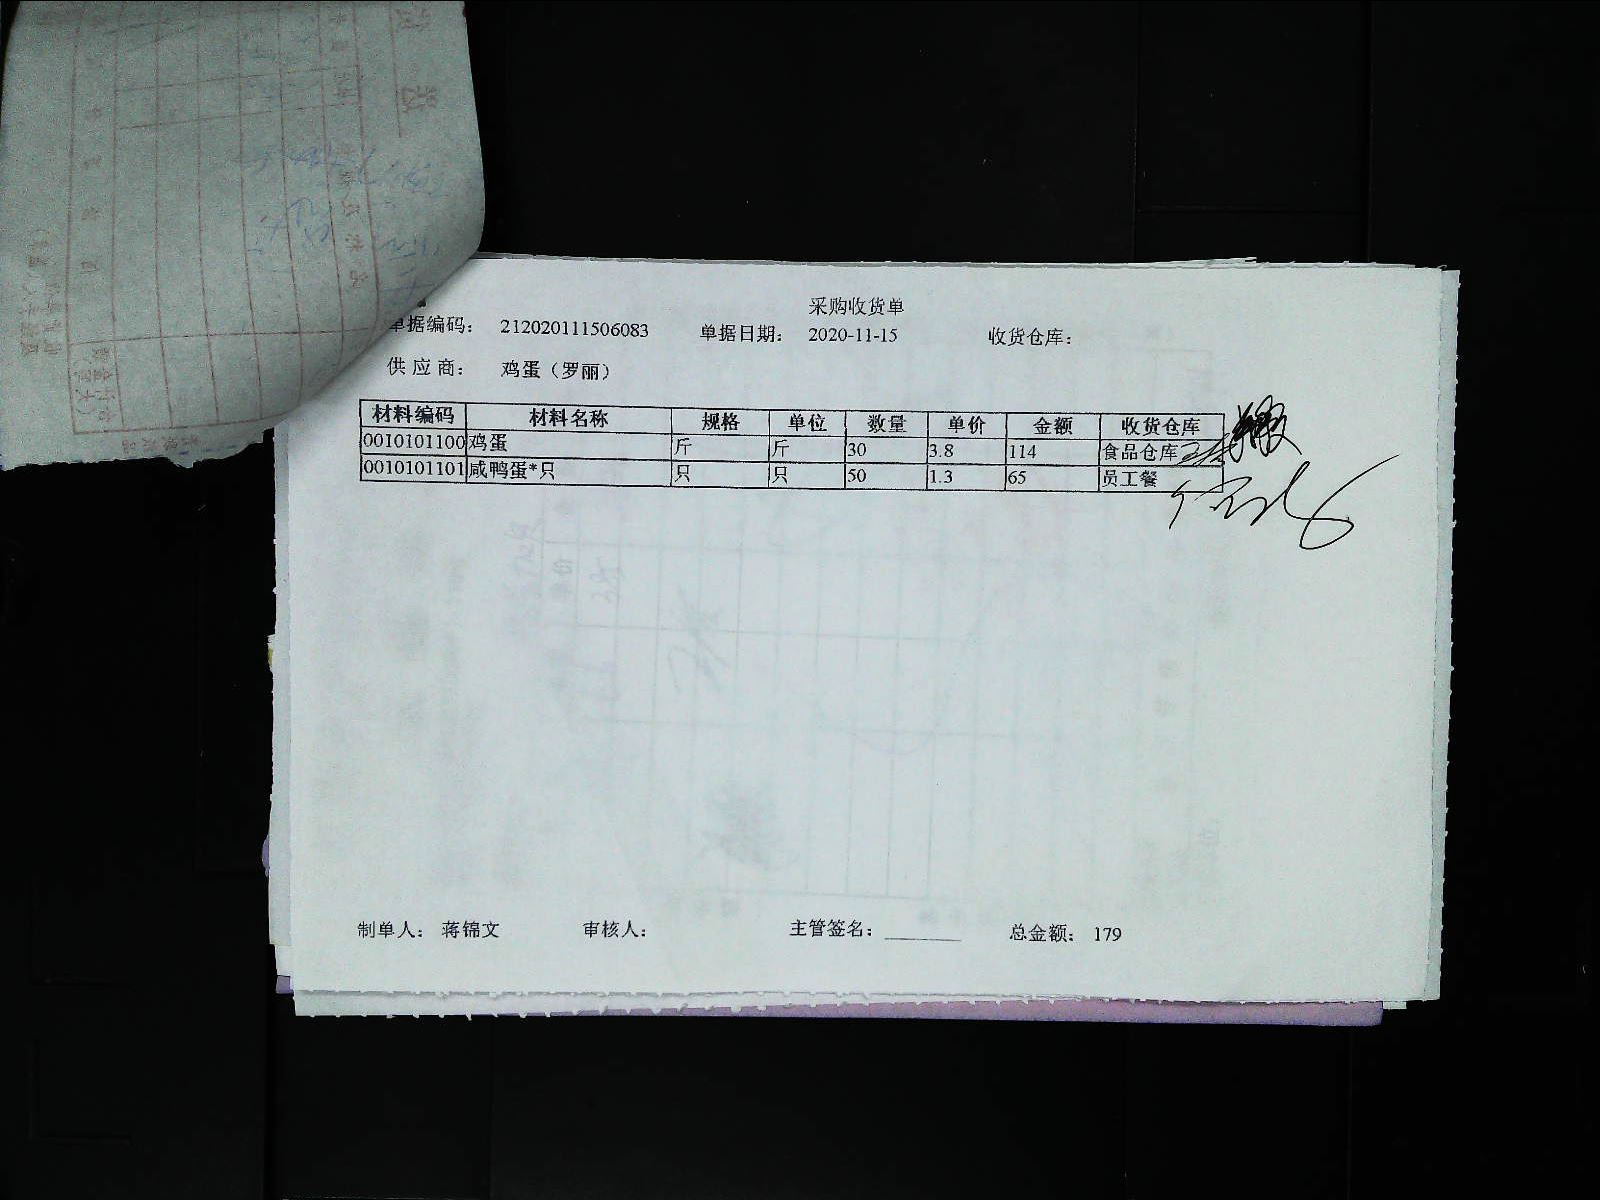 采购收货单
单据编码： 212020111506083 单据日期： 2020-11-15 收货仓库：
供应商： 鸡蛋（罗丽）
材料编码 材料名称 规格 单位 数量 单价 金额 收货仓库
0010101100 鸡蛋 斤 斤 30 3.8 114 食品仓库
0010101101 咸鸭蛋*只 只 只 50 1.3 65 员工餐
制单人： 蒋锦文 审核人： 主管签名： 总金额： 179